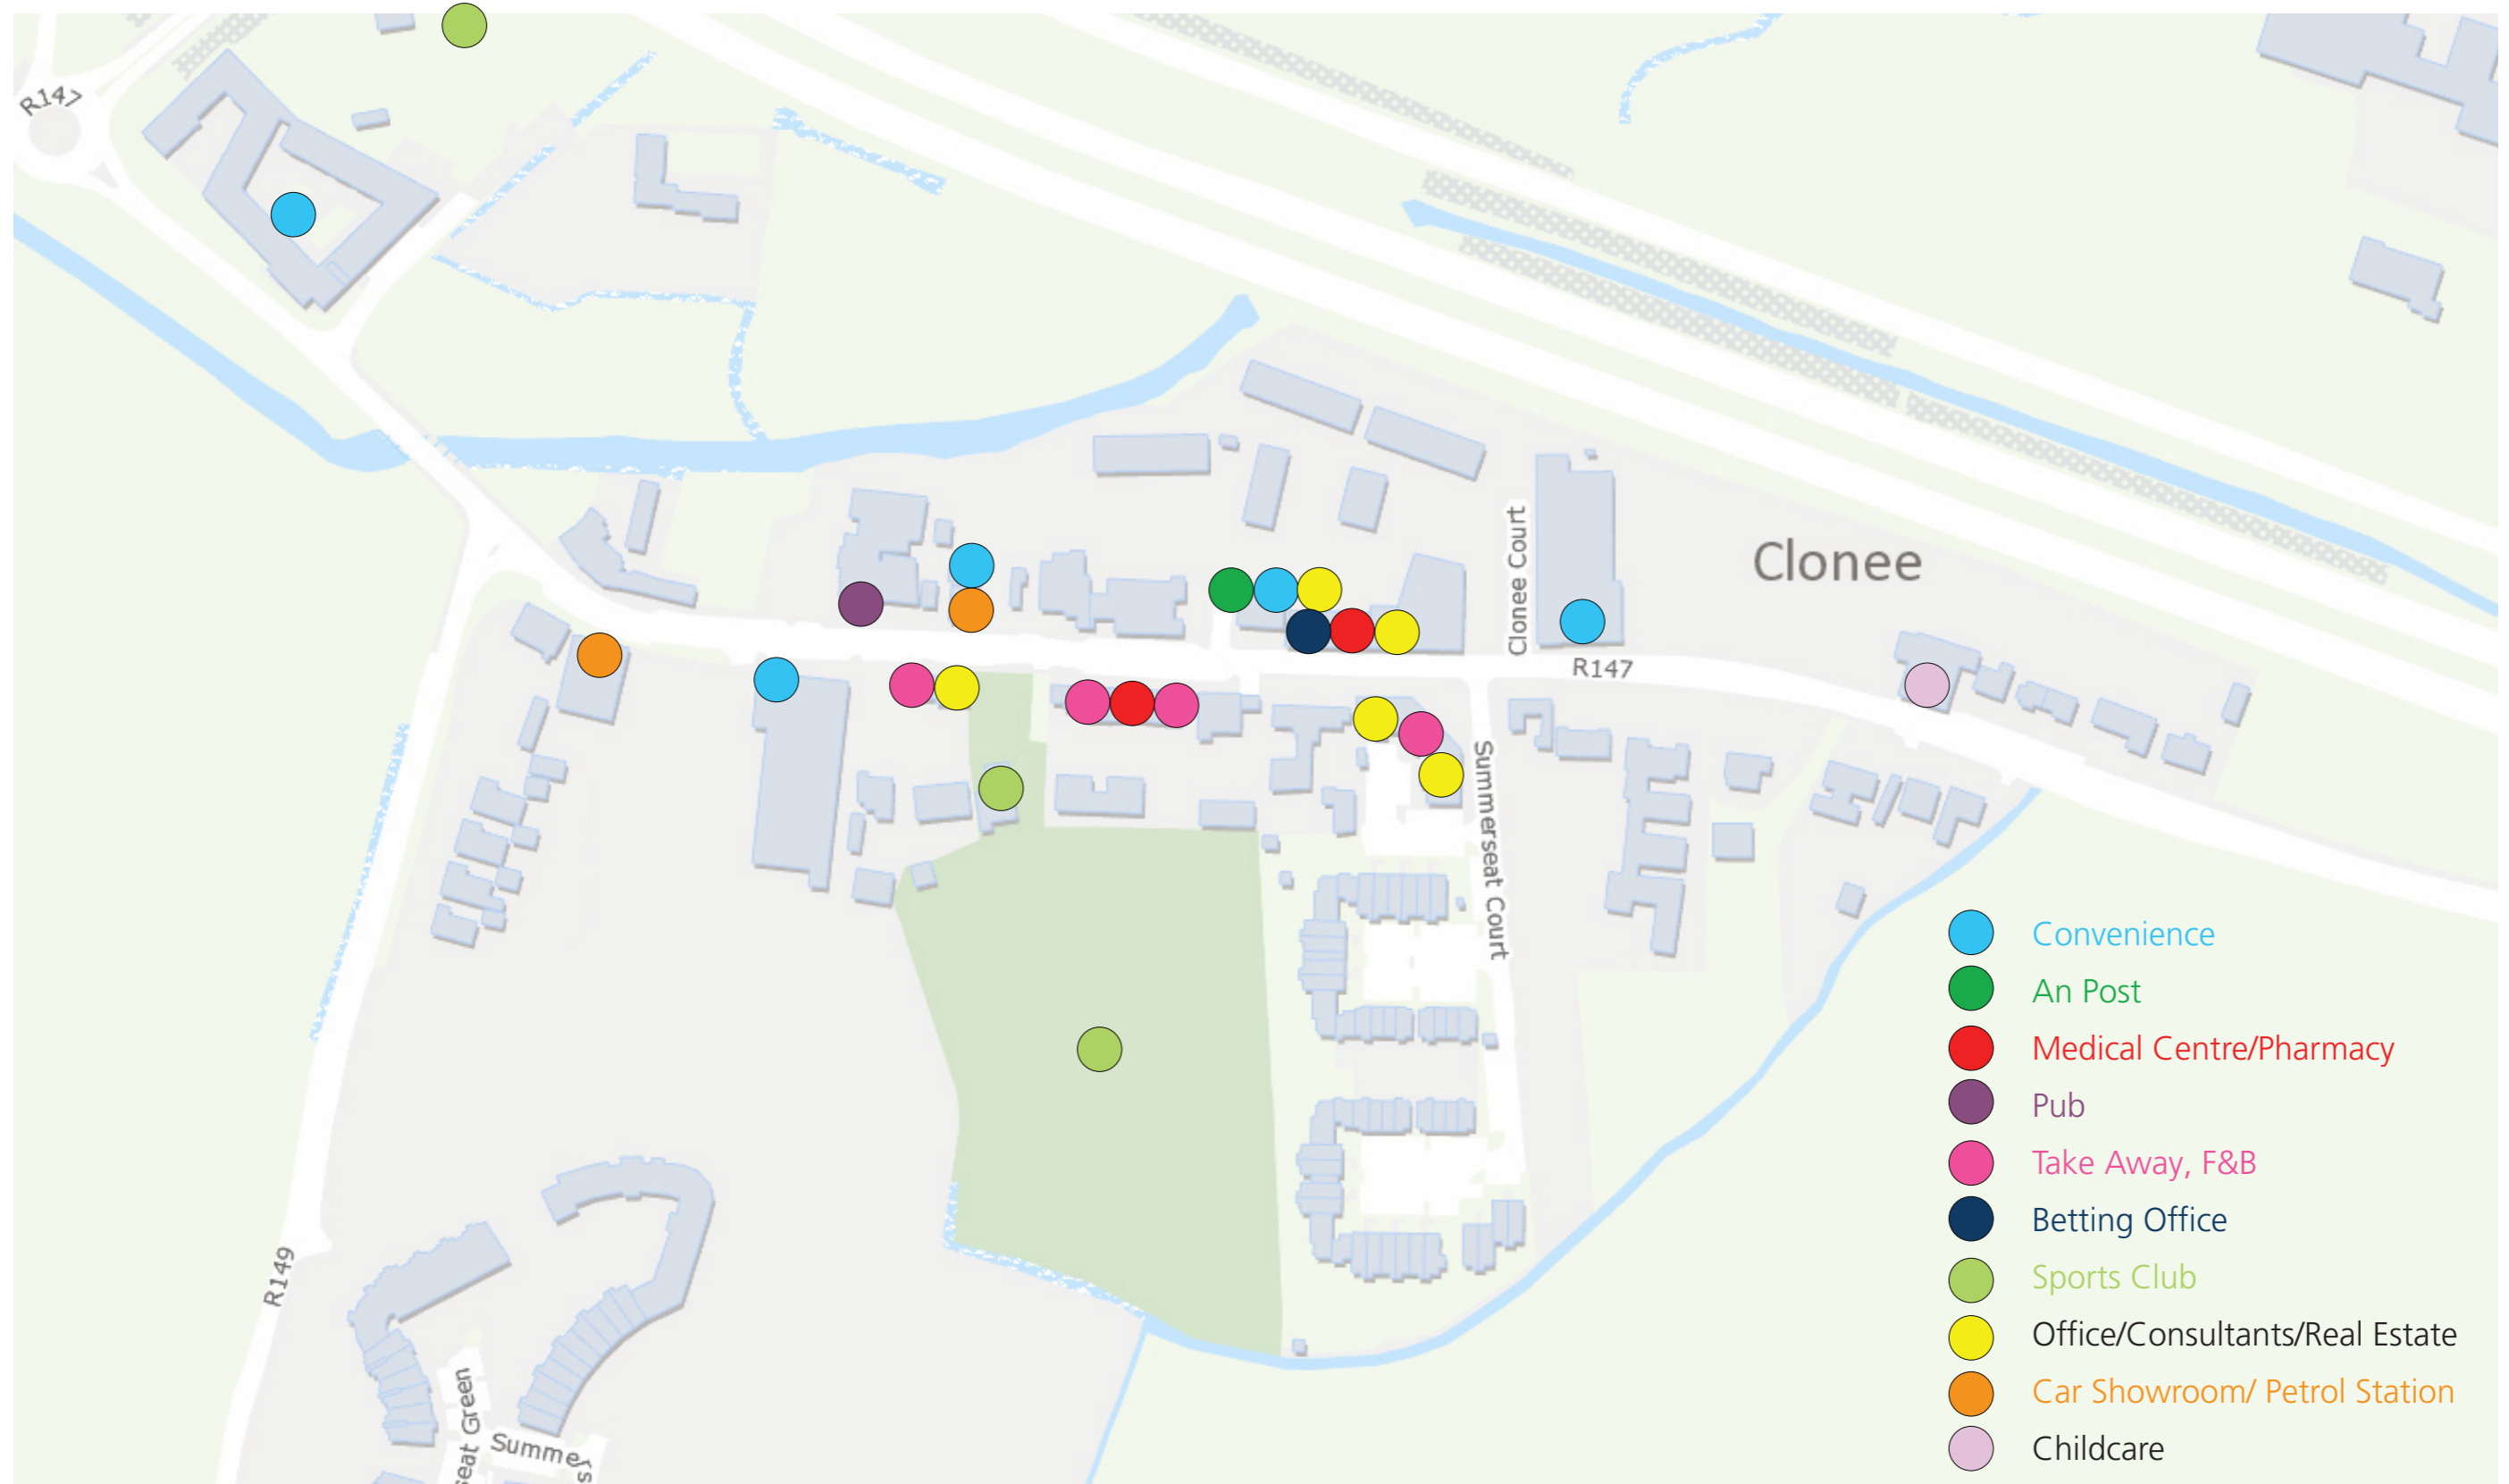 R147
Clonee Court
Clonee
R147
Summerseat Court
R149
seat Green
Summers
Convenience
An Post
Medical Centre/Pharmacy
Pub
Take Away, F&B
Betting Office
Sports Club
Office/Consultants/Real Estate
Car Showroom/ Petrol Station
Childcare